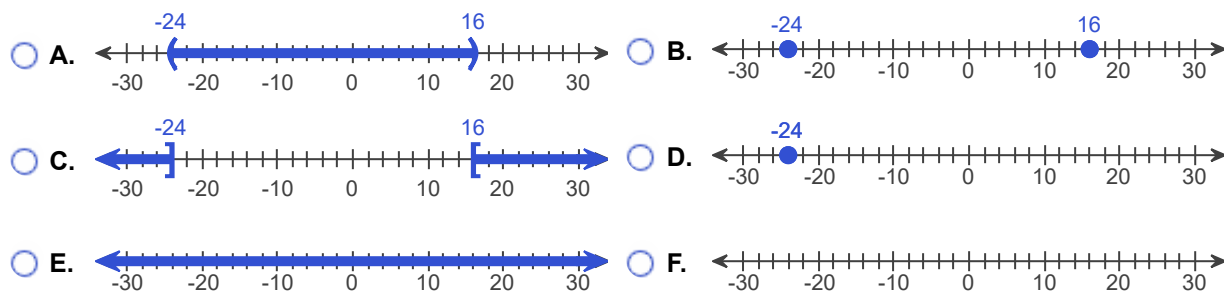 -24 16
A. -30 -20 -10 0 10 20 30
-24 16
B. -30 -20 -10 0 10 20 30
-24 16
C. -30 -20 -10 0 10 20 30
-24
D. -30 -20 -10 0 10 20 30
E. -30 -20 -10 0 10 20 30
F. -30 -20 -10 0 10 20 30